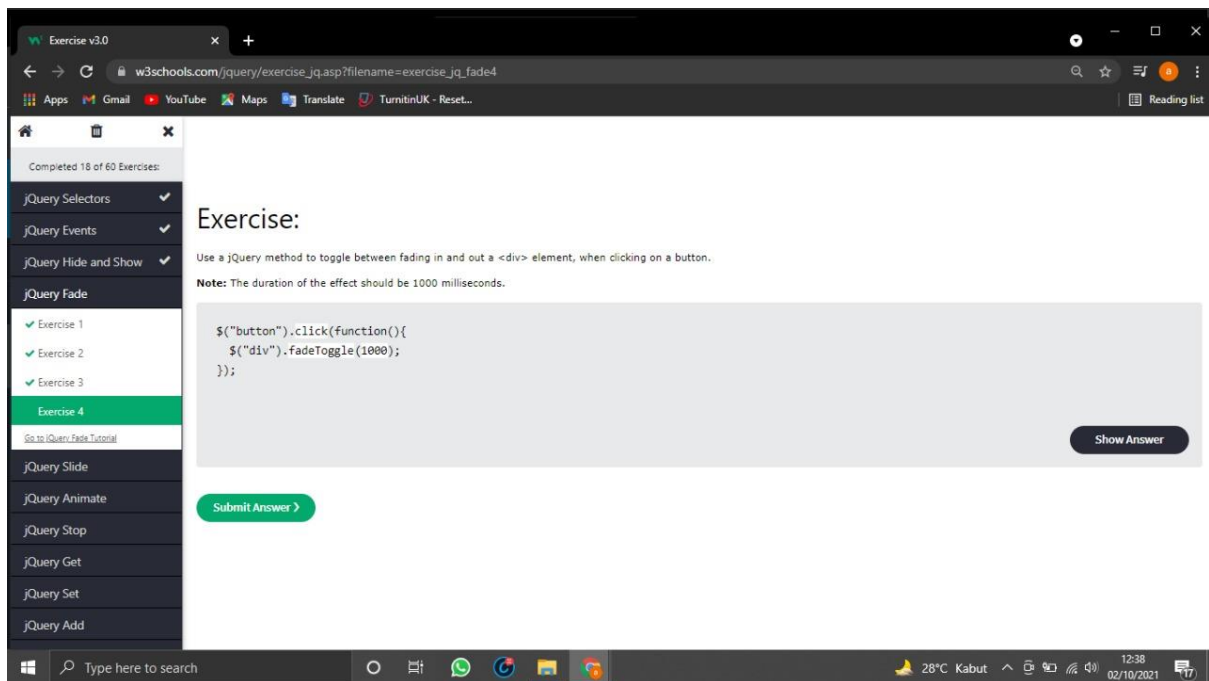 Exercise v3.0
w3schools.com/jquery/exercise_jq.asp?filename=exercise_jq_fade4
a
Apps Gmail YouTube Maps Translate TurnitinUK - Reset... Reading list
Completed 18 of 60 Exercises:
jQuery Selectors
jQuery Events
jQuery Hide and Show
jQuery Fade
Exercise 1
Exercise 2
Exercise 3
Exercise 4
Go to jQuery Fade Tutorial
jQuery Slide
jQuery Animate
jQuery Stop
jQuery Get
jQuery Set
jQuery Add
Exercise:
Use a jQuery method to toggle between fading in and out a <div> element, when clicking on a button.
Note: The duration of the effect should be 1000 milliseconds.
$("button").click(function(){
$("div").fadeToggle(1000);
});
Show Answer
Submit Answer ❯
Type here to search
28°C Kabut
12:38
02/10/2021
17